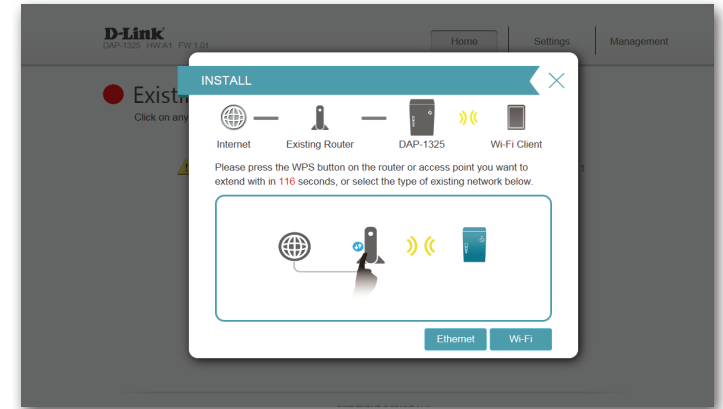 D-Link
DAP-1325 HW:A1 FW:1.01
Home
Settings
Management
Click on any
INSTALL
Internet
Existing Router
DAP-1325
Wi-Fi Client
Please press the WPS button on the router or access point you want to
extend with in 116 seconds, or select the type of existing network below.
Ethernet
Wi-Fi